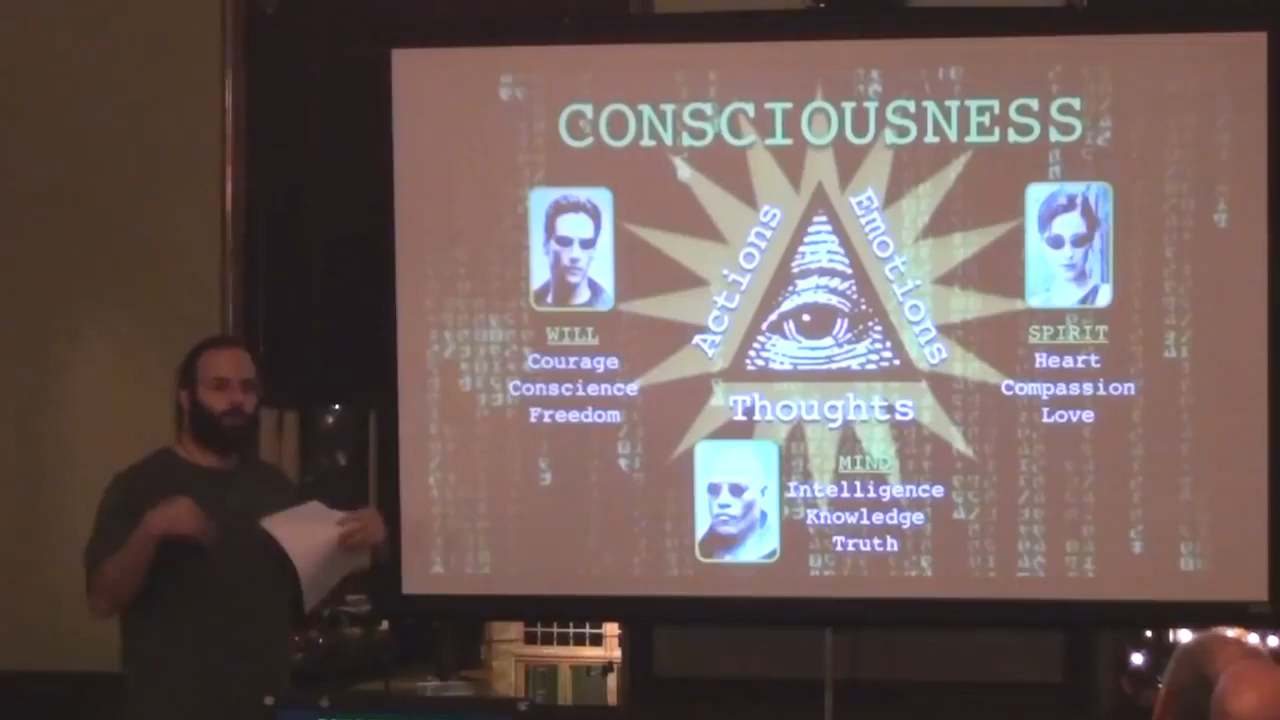 CONSCIOUSNESS
Actions
Emotions
WILL
Courage
Conscience
Freedom
SPIRIT
Heart
Compassion
Love
Thoughts
MIND
Intelligence
Knowledge
Truth